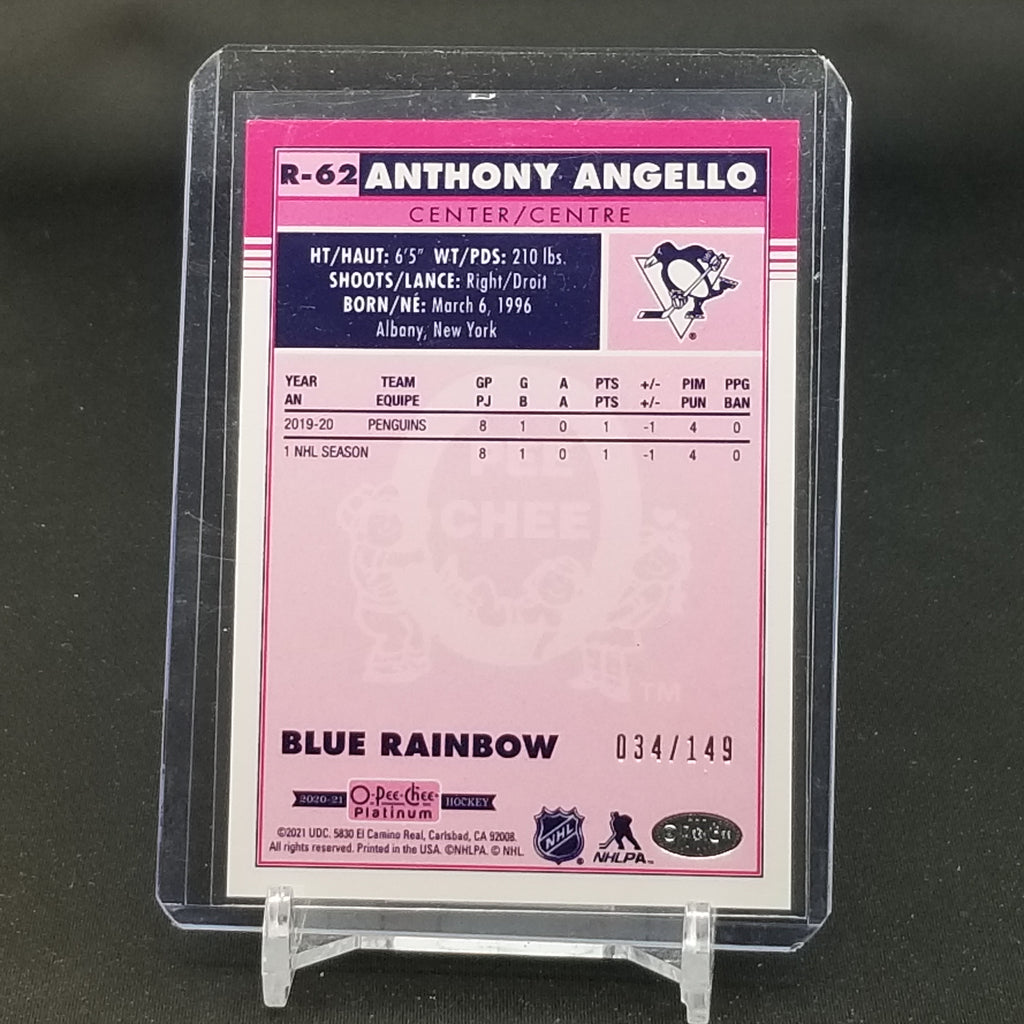 R-62 ANTHONY ANGELLO
CENTER/CENTRE
HT/HAUT: 6'5" WT/PDS: 210 lbs.
SHOOTS/LANCE: Right/Droit
BORN/NÉ: March 6, 1996
Albany, New York
YEAR TEAM GP G A PTS +/- PIM PPG
AN EQUIPE PJ B A PTS +/- PUN BAN
2019-20 PENGUINS 8 1 0 1 -1 4 0
1 NHL SEASON 8 1 0 1 -1 4 0
PEE
CHEE
TM
BLUE RAINBOW 034/149
2020-21 O-Pee-Chee HOCKEY
Platinum
©2021 UDC. 5830 El Camino Real, Carlsbad, CA 92008.
All rights reserved. Printed in the USA. ©NHLPA. © NHL.
NHL
NHLPA